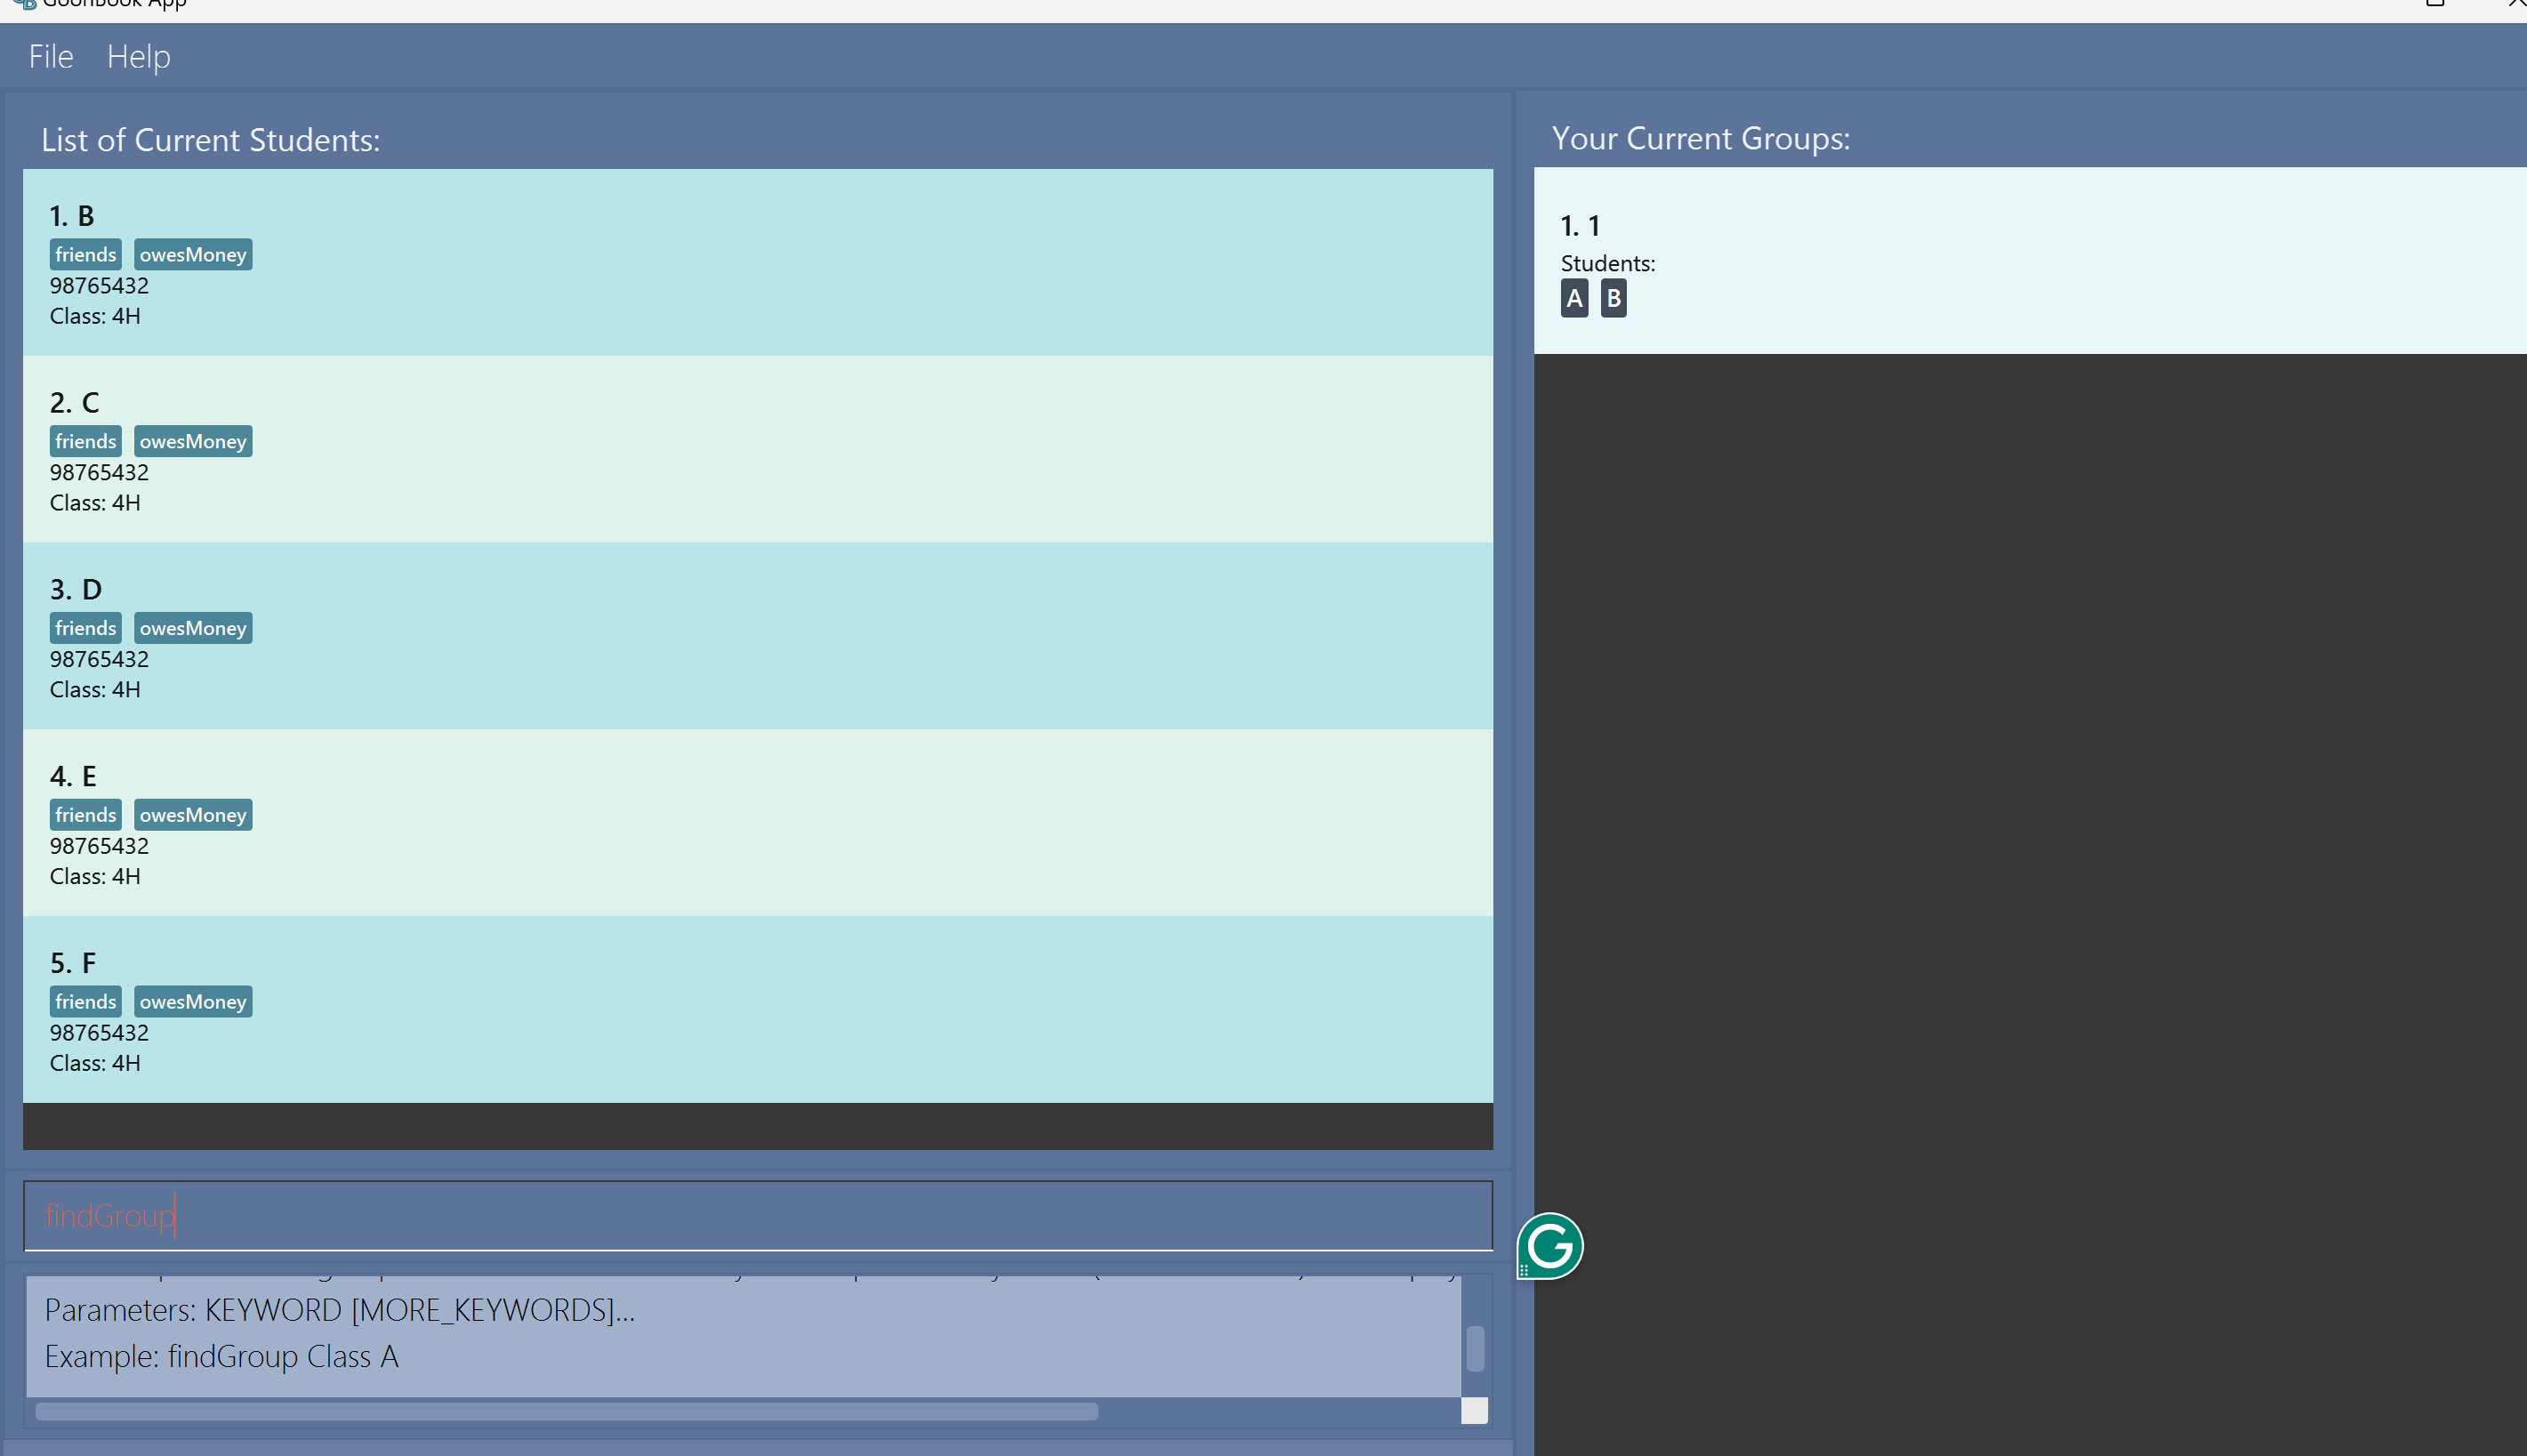 GoonBook App
File Help
List of Current Students:
1. B
friends owesMoney
98765432
Class: 4H
2. C
friends owesMoney
98765432
Class: 4H
3. D
friends owesMoney
98765432
Class: 4H
4. E
friends owesMoney
98765432
Class: 4H
5. F
friends owesMoney
98765432
Class: 4H
findGroup
Parameters: KEYWORD [MORE_KEYWORDS]...
Example: findGroup Class A
Your Current Groups:
1. 1
Students:
A B